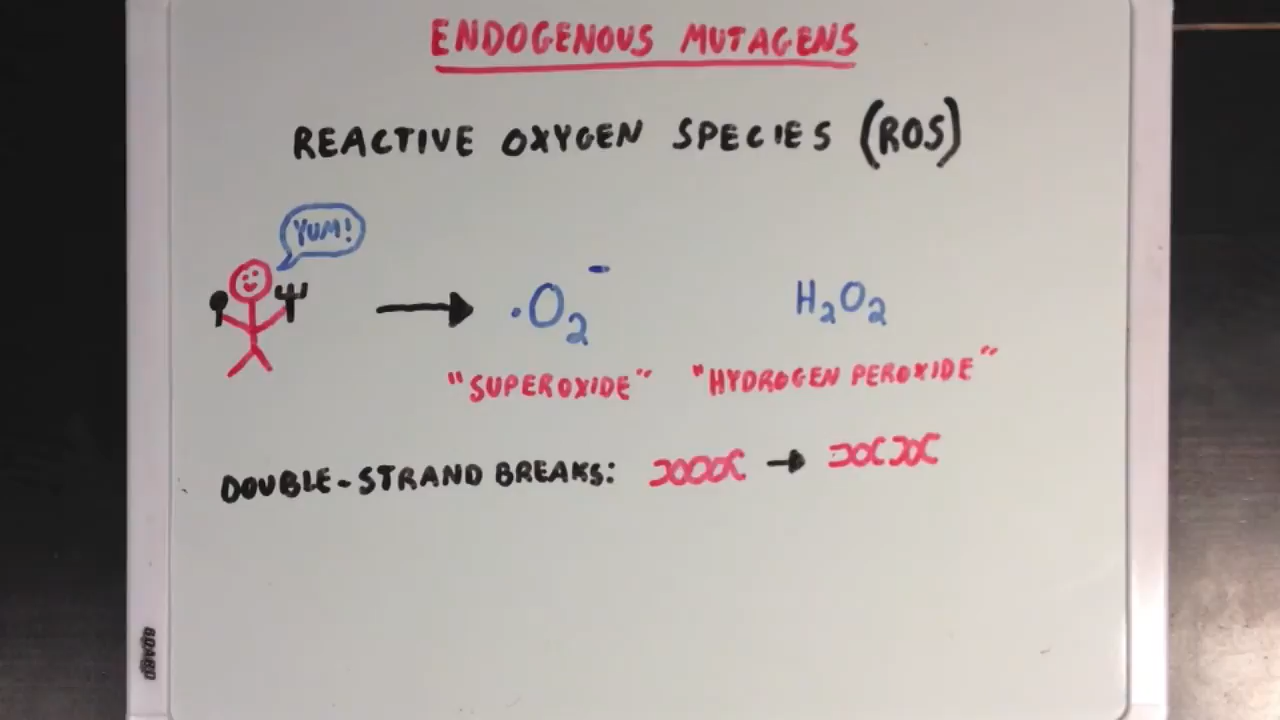 ENDOGENOUS MUTAGENS
REACTIVE OXYGEN SPECIES (ROS)
YUM!
·O₂⁻ H₂O₂
"SUPEROXIDE" "HYDROGEN PEROXIDE"
DOUBLE-STRAND BREAKS: